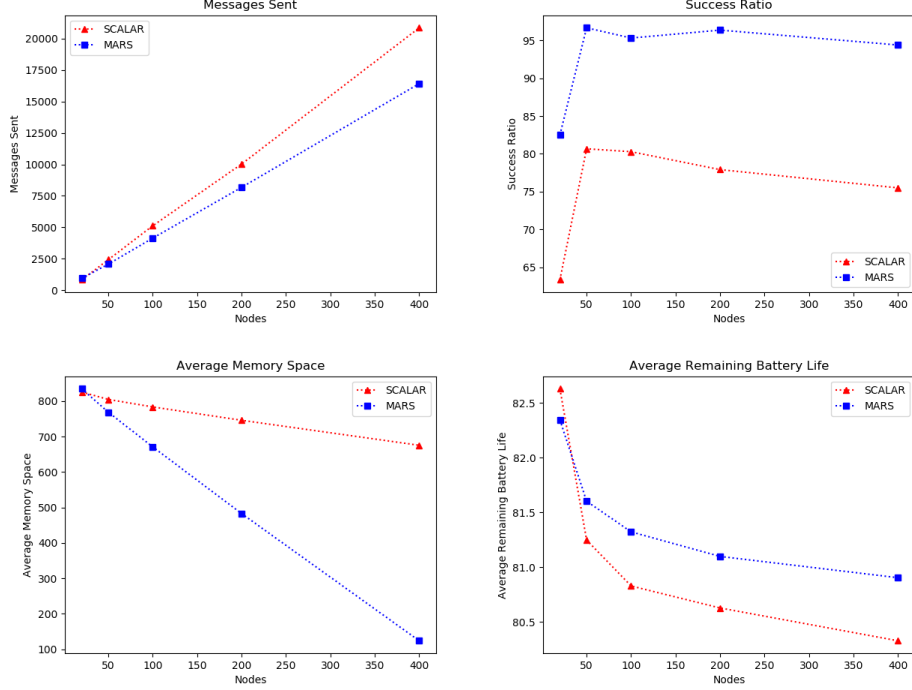 Messages Sent
SCALAR
MARS
20000
17500
15000
12500
10000
7500
5000
2500
0
Messages Sent
50 100 150 200 250 300 350 400
Nodes
Success Ratio
95
90
85
80
75
70
65
Success Ratio
SCALAR
MARS
50 100 150 200 250 300 350 400
Nodes
Average Memory Space
SCALAR
MARS
800
700
600
500
400
300
200
100
Average Memory Space
50 100 150 200 250 300 350 400
Nodes
Average Remaining Battery Life
SCALAR
MARS
82.5
82.0
81.5
81.0
80.5
Average Remaining Battery Life
50 100 150 200 250 300 350 400
Nodes